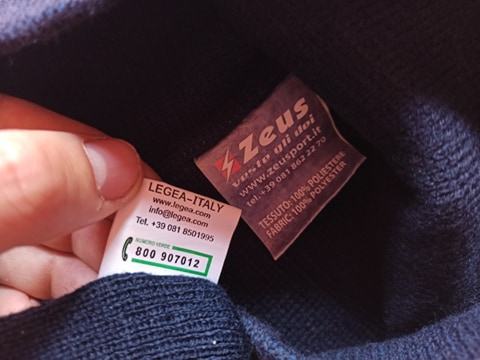 Zeus
veste gli dei
www.zeusport.it
tel.+39 081 862 22 70
TESSUTO:100% POLIESTERE
FABRIC:100% POLYESTER
LEGEA-ITALY
www.legea.com
info@legea.com
Tel. +39 081 8501995
NUMERO VERDE
800 907012